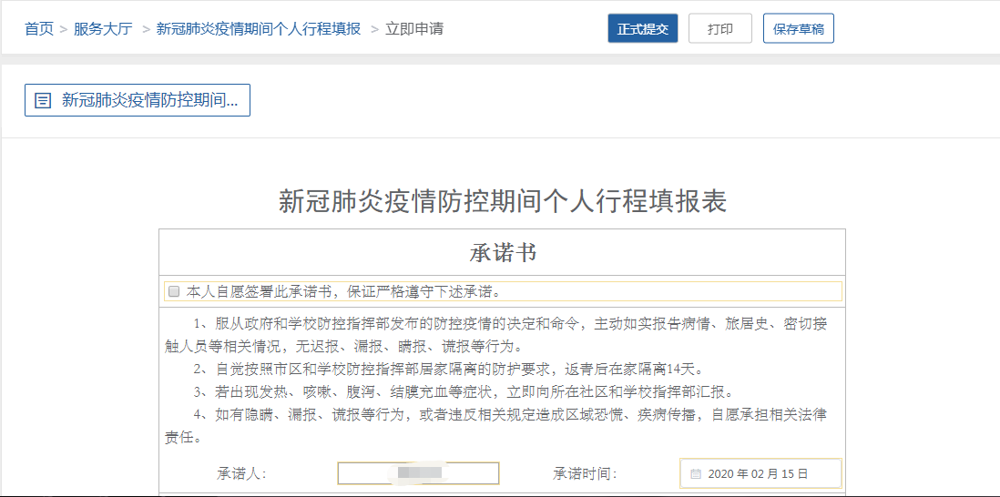 首页 > 服务大厅 > 新冠肺炎疫情期间个人行程填报 > 立即申请 正式提交 打印 保存草稿
新冠肺炎疫情防控期间...
新冠肺炎疫情防控期间个人行程填报表
承诺书
本人自愿签署此承诺书，保证严格遵守下述承诺。
1、服从政府和学校防控指挥部发布的防控疫情的决定和命令，主动如实报告病情、旅居史、密切接
触人员等相关情况，无迟报、漏报、瞒报、谎报等行为。
2、自觉按照市区和学校防控指挥部居家隔离的防护要求，返青后在家隔离14天。
3、若出现发热、咳嗽、腹泻、结膜充血等症状，立即向所在社区和学校指挥部汇报。
4、如有隐瞒、漏报、谎报等行为，或者违反相关规定造成区域恐慌、疾病传播，自愿承担相关法律
责任。
承诺人： 承诺时间： 2020 年 02 月 15 日